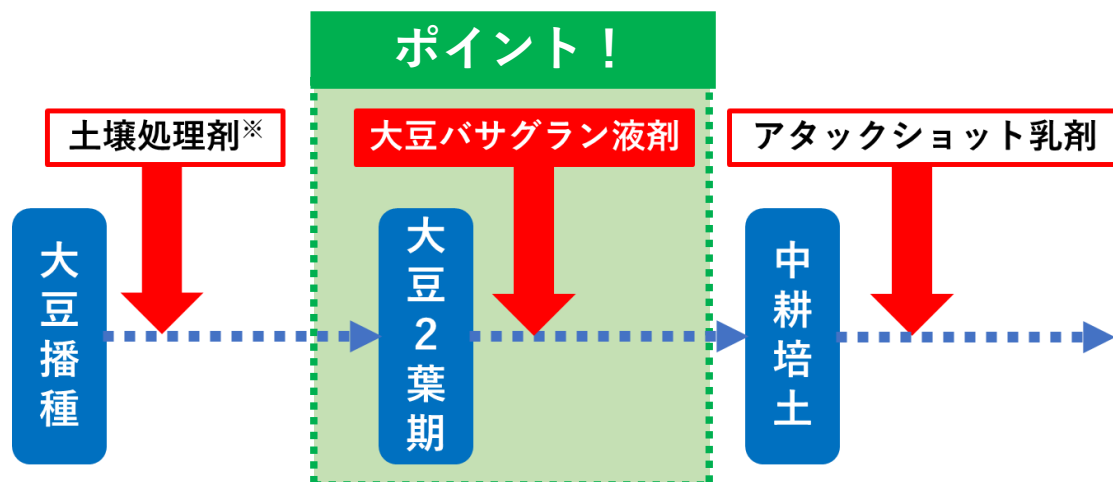 ポイント！
土壌処理剤※
大豆バサグラン液剤
アタックショット乳剤
大豆播種
大豆2葉期
中耕培土